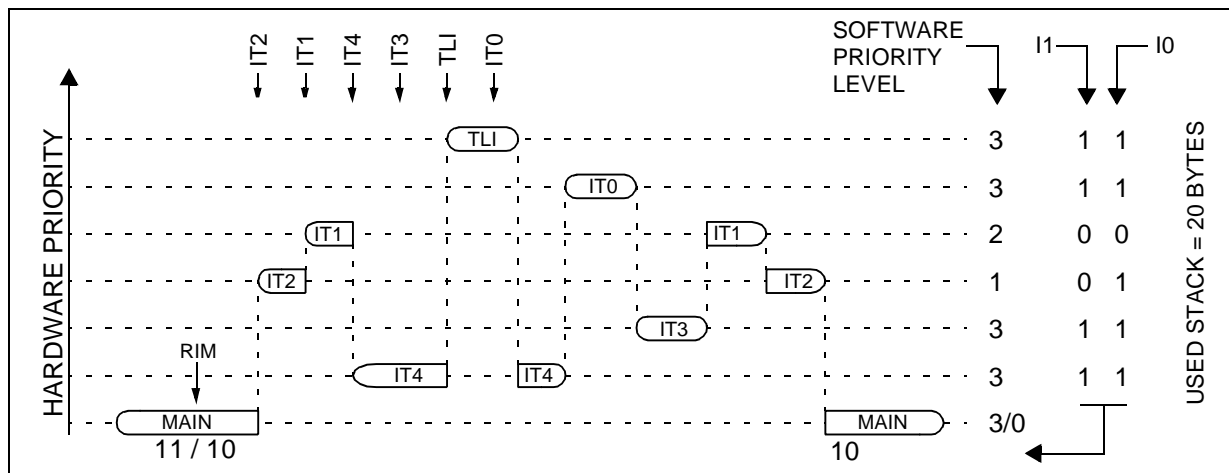 IT2
IT1
IT4
IT3
TLI
IT0
SOFTWARE
PRIORITY
LEVEL
I1
I0
HARDWARE PRIORITY
USED STACK = 20 BYTES
TLI
3
1 1
IT0
3
1 1
IT1
IT1
2
0 0
IT2
IT2
1
0 1
IT3
3
1 1
RIM
IT4
IT4
3
1 1
MAIN
MAIN
3/0
11 / 10
10